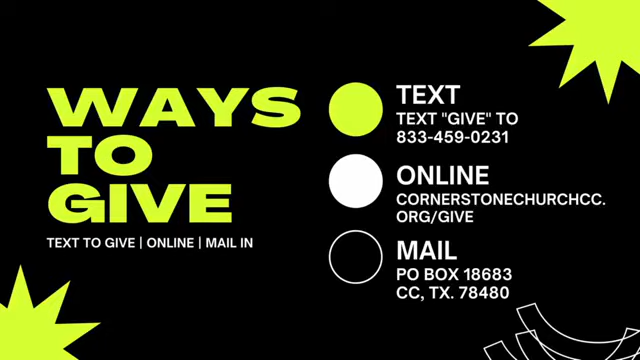 WAYS
TO
GIVE
TEXT TO GIVE | ONLINE | MAIL IN
TEXT
TEXT "GIVE" TO
833-459-0231
ONLINE
CORNERSTONECHURCHCC.
ORG/GIVE
MAIL
PO BOX 18683
CC, TX. 78480